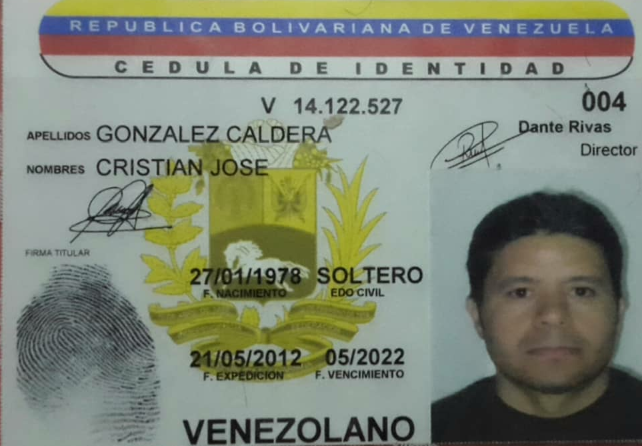 REPUBLICA BOLIVARIANA DE VENEZUELA
CEDULA DE IDENTIDAD
V 14.122.527
004
APELLIDOS GONZALEZ CALDERA
Dante Rivas
Director
NOMBRES CRISTIAN JOSE
FIRMA TITULAR
27/01/1978 SOLTERO
F. NACIMIENTO EDO CIVIL
21/05/2012 05/2022
F. EXPEDICION F. VENCIMIENTO
VENEZOLANO